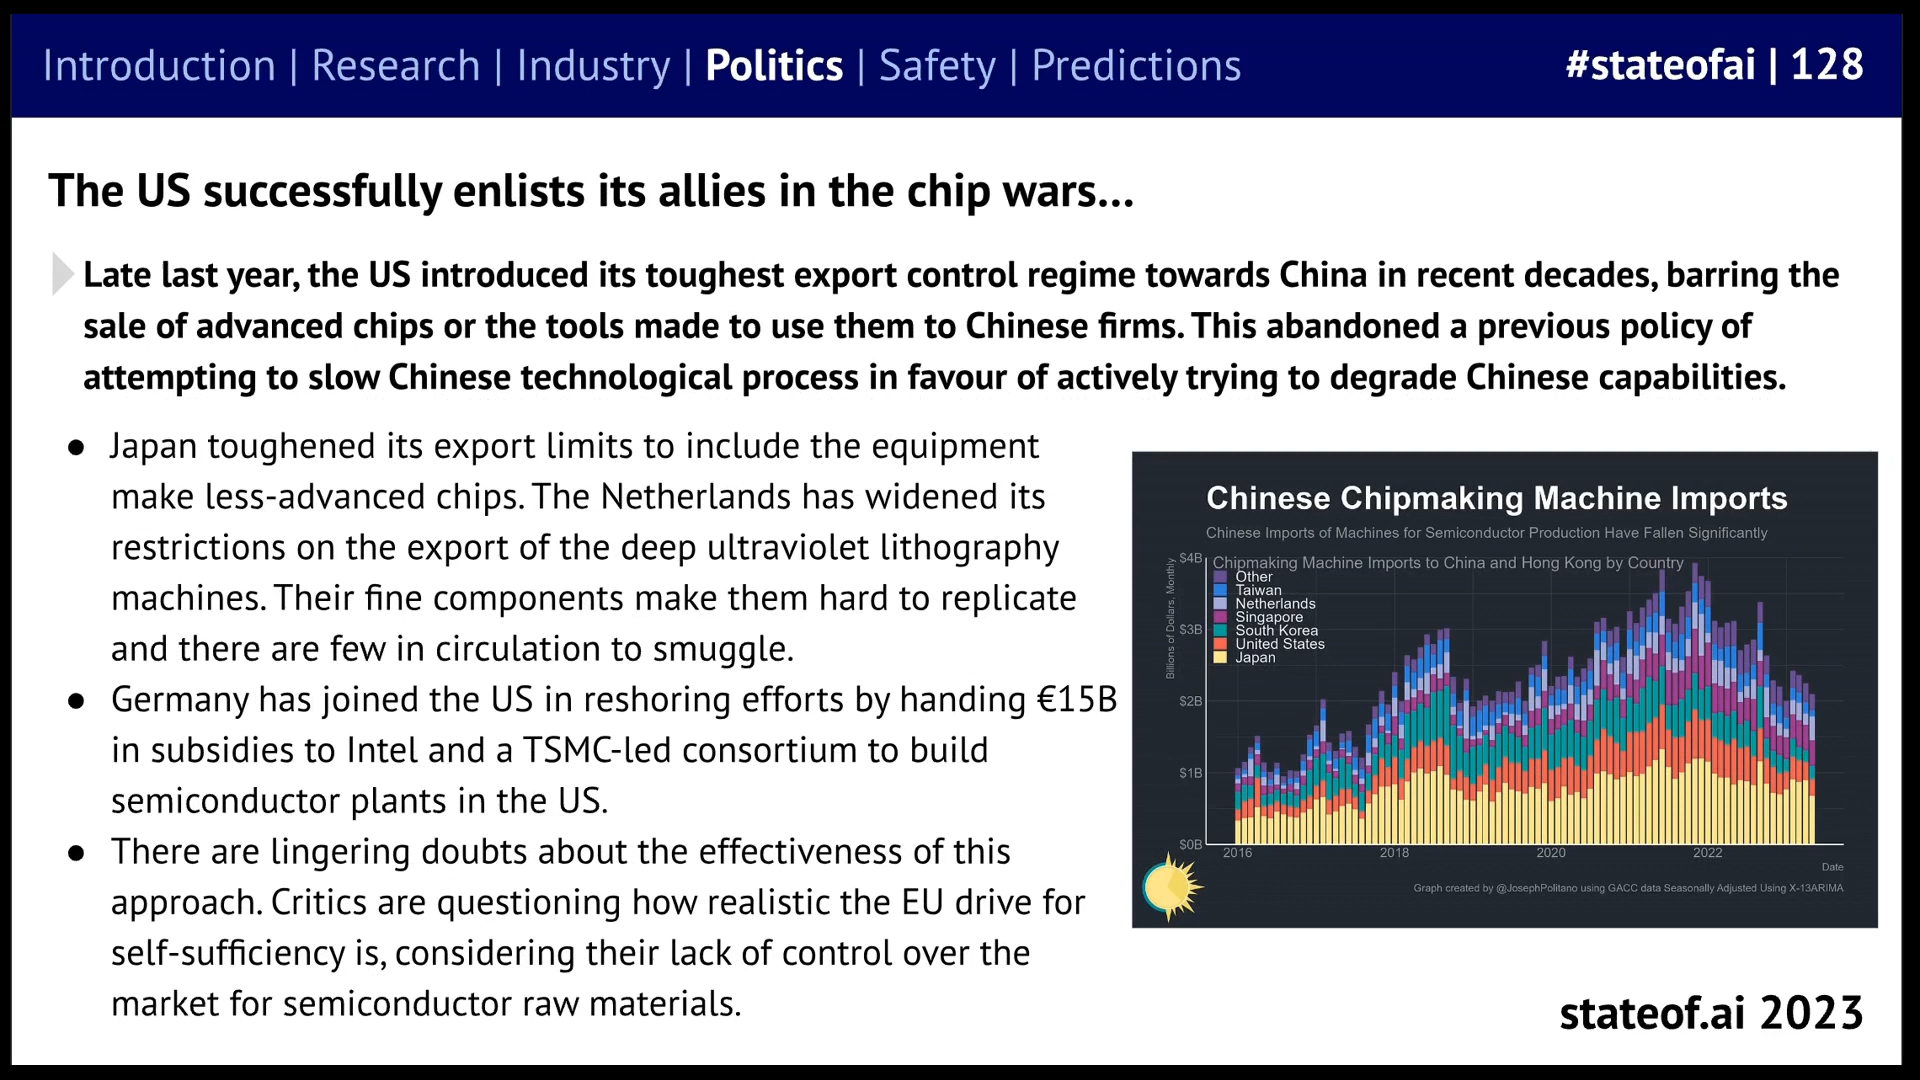 Introduction | Research | Industry | Politics | Safety | Predictions
#stateofai | 128
The US successfully enlists its allies in the chip wars...
Late last year, the US introduced its toughest export control regime towards China in recent decades, barring the
sale of advanced chips or the tools made to use them to Chinese firms. This abandoned a previous policy of
attempting to slow Chinese technological process in favour of actively trying to degrade Chinese capabilities.
● Japan toughened its export limits to include the equipment
make less-advanced chips. The Netherlands has widened its
restrictions on the export of the deep ultraviolet lithography
machines. Their fine components make them hard to replicate
and there are few in circulation to smuggle.
● Germany has joined the US in reshoring efforts by handing €15B
in subsidies to Intel and a TSMC-led consortium to build
semiconductor plants in the US.
● There are lingering doubts about the effectiveness of this
approach. Critics are questioning how realistic the EU drive for
self-sufficiency is, considering their lack of control over the
market for semiconductor raw materials.
Chinese Chipmaking Machine Imports
Chinese Imports of Machines for Semiconductor Production Have Fallen Significantly
Chipmaking Machine Imports to China and Hong Kong by Country
Billions of Dollars, Monthly
$4B
$3B
$2B
$1B
$0B
Other
Taiwan
Netherlands
Singapore
South Korea
United States
Japan
2016 2018 2020 2022
Date
Graph created by @JosephPolitano using GACC data Seasonally Adjusted Using X-13ARIMA
stateof.ai 2023